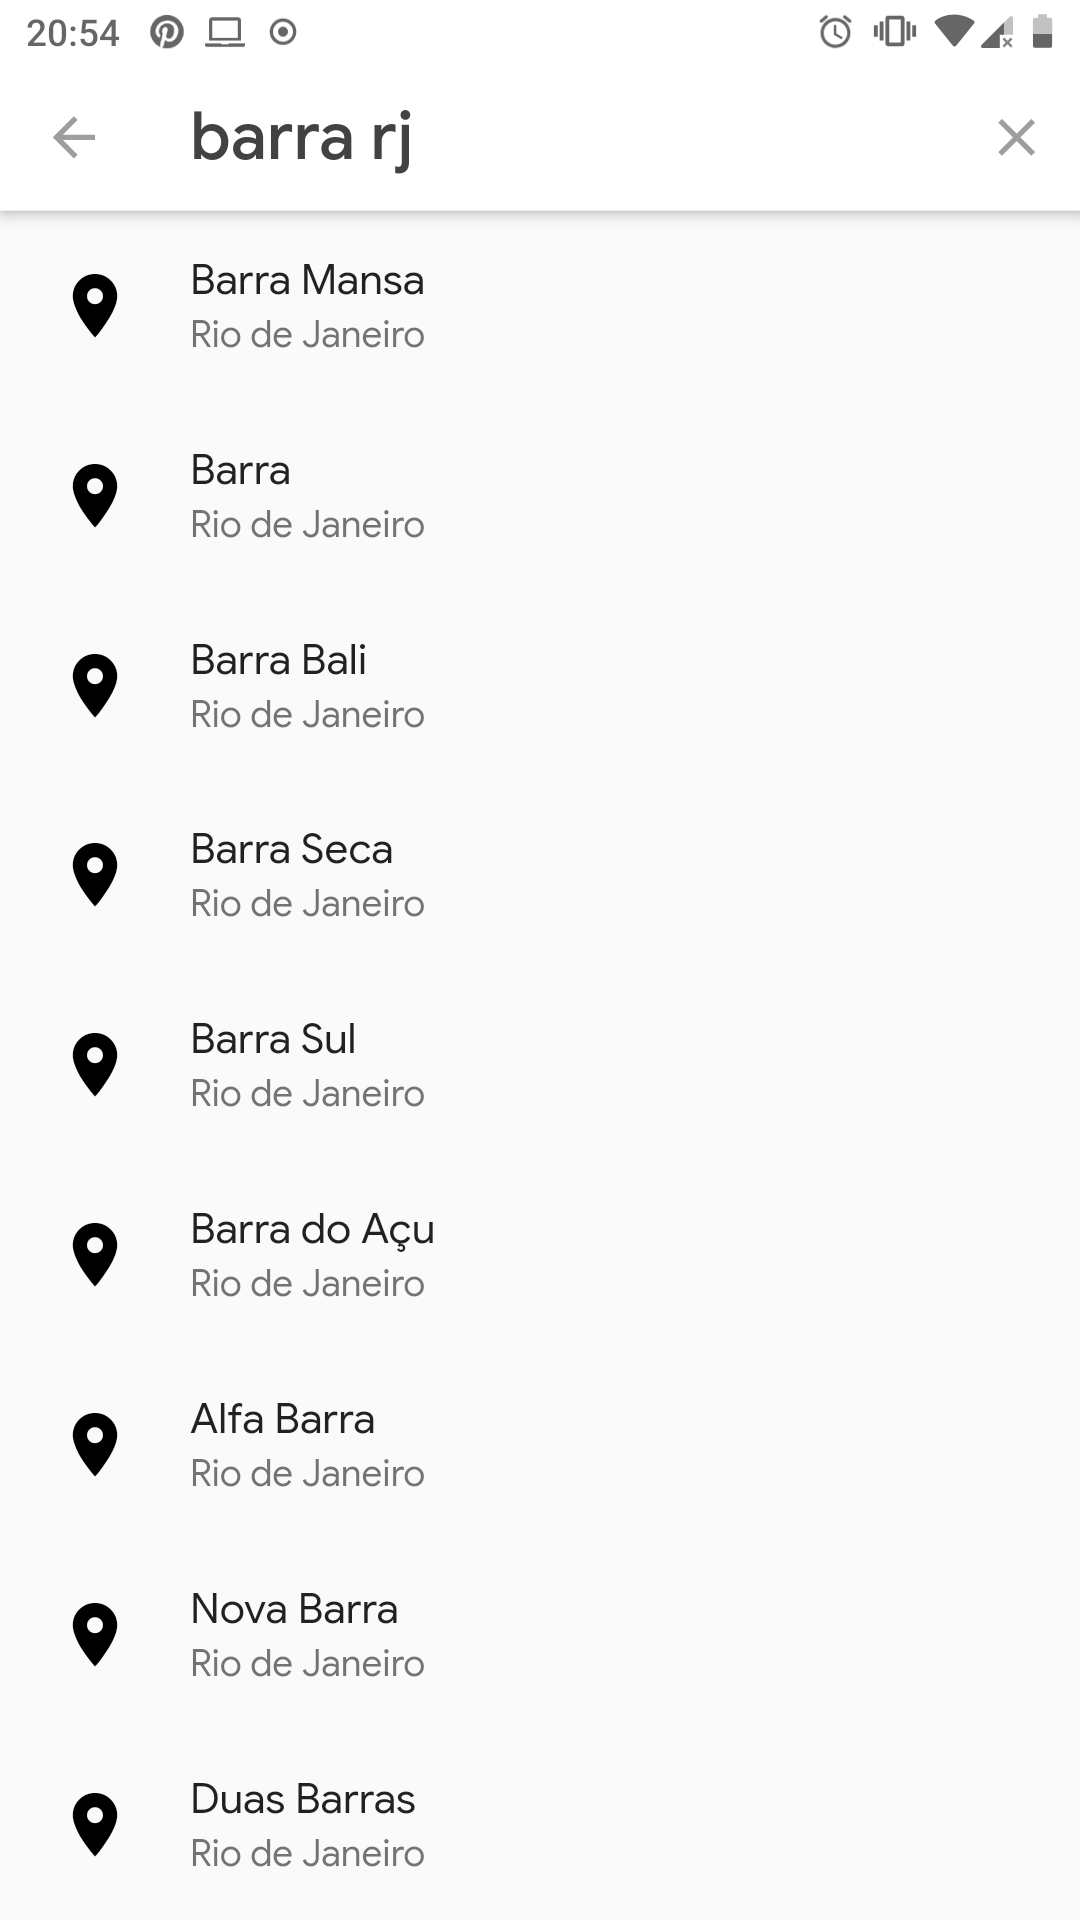 20:54
barra rj
Barra Mansa
Rio de Janeiro
Barra
Rio de Janeiro
Barra Bali
Rio de Janeiro
Barra Seca
Rio de Janeiro
Barra Sul
Rio de Janeiro
Barra do Açu
Rio de Janeiro
Alfa Barra
Rio de Janeiro
Nova Barra
Rio de Janeiro
Duas Barras
Rio de Janeiro